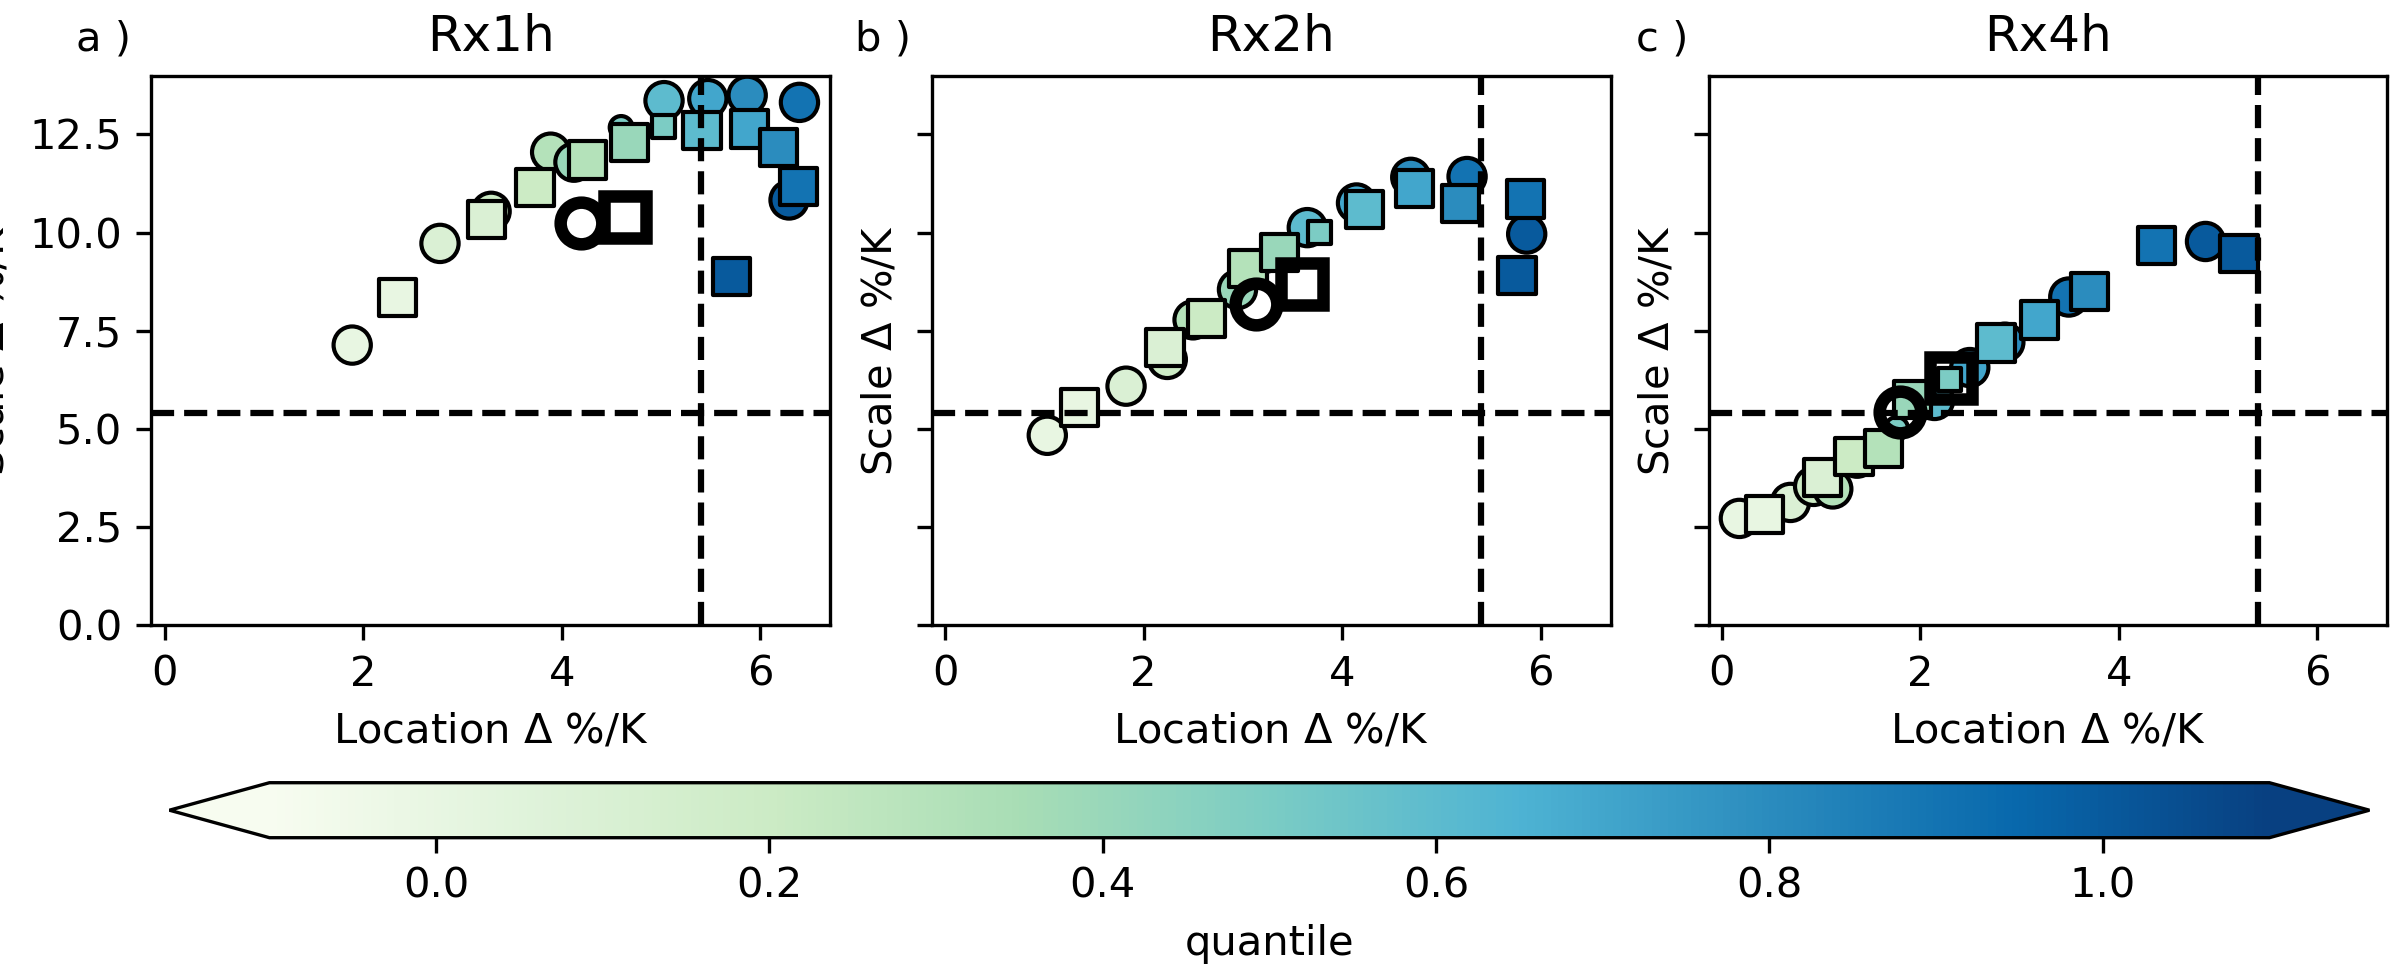 a )
Rx1h
b )
Rx2h
c )
Rx4h
12.5
10.0
7.5
5.0
2.5
0.0
Scale Δ %/K
Scale Δ %/K
0 2 4 6
0 2 4 6
0 2 4 6
Location Δ %/K
Location Δ %/K
Location Δ %/K
0.0 0.2 0.4 0.6 0.8 1.0
quantile